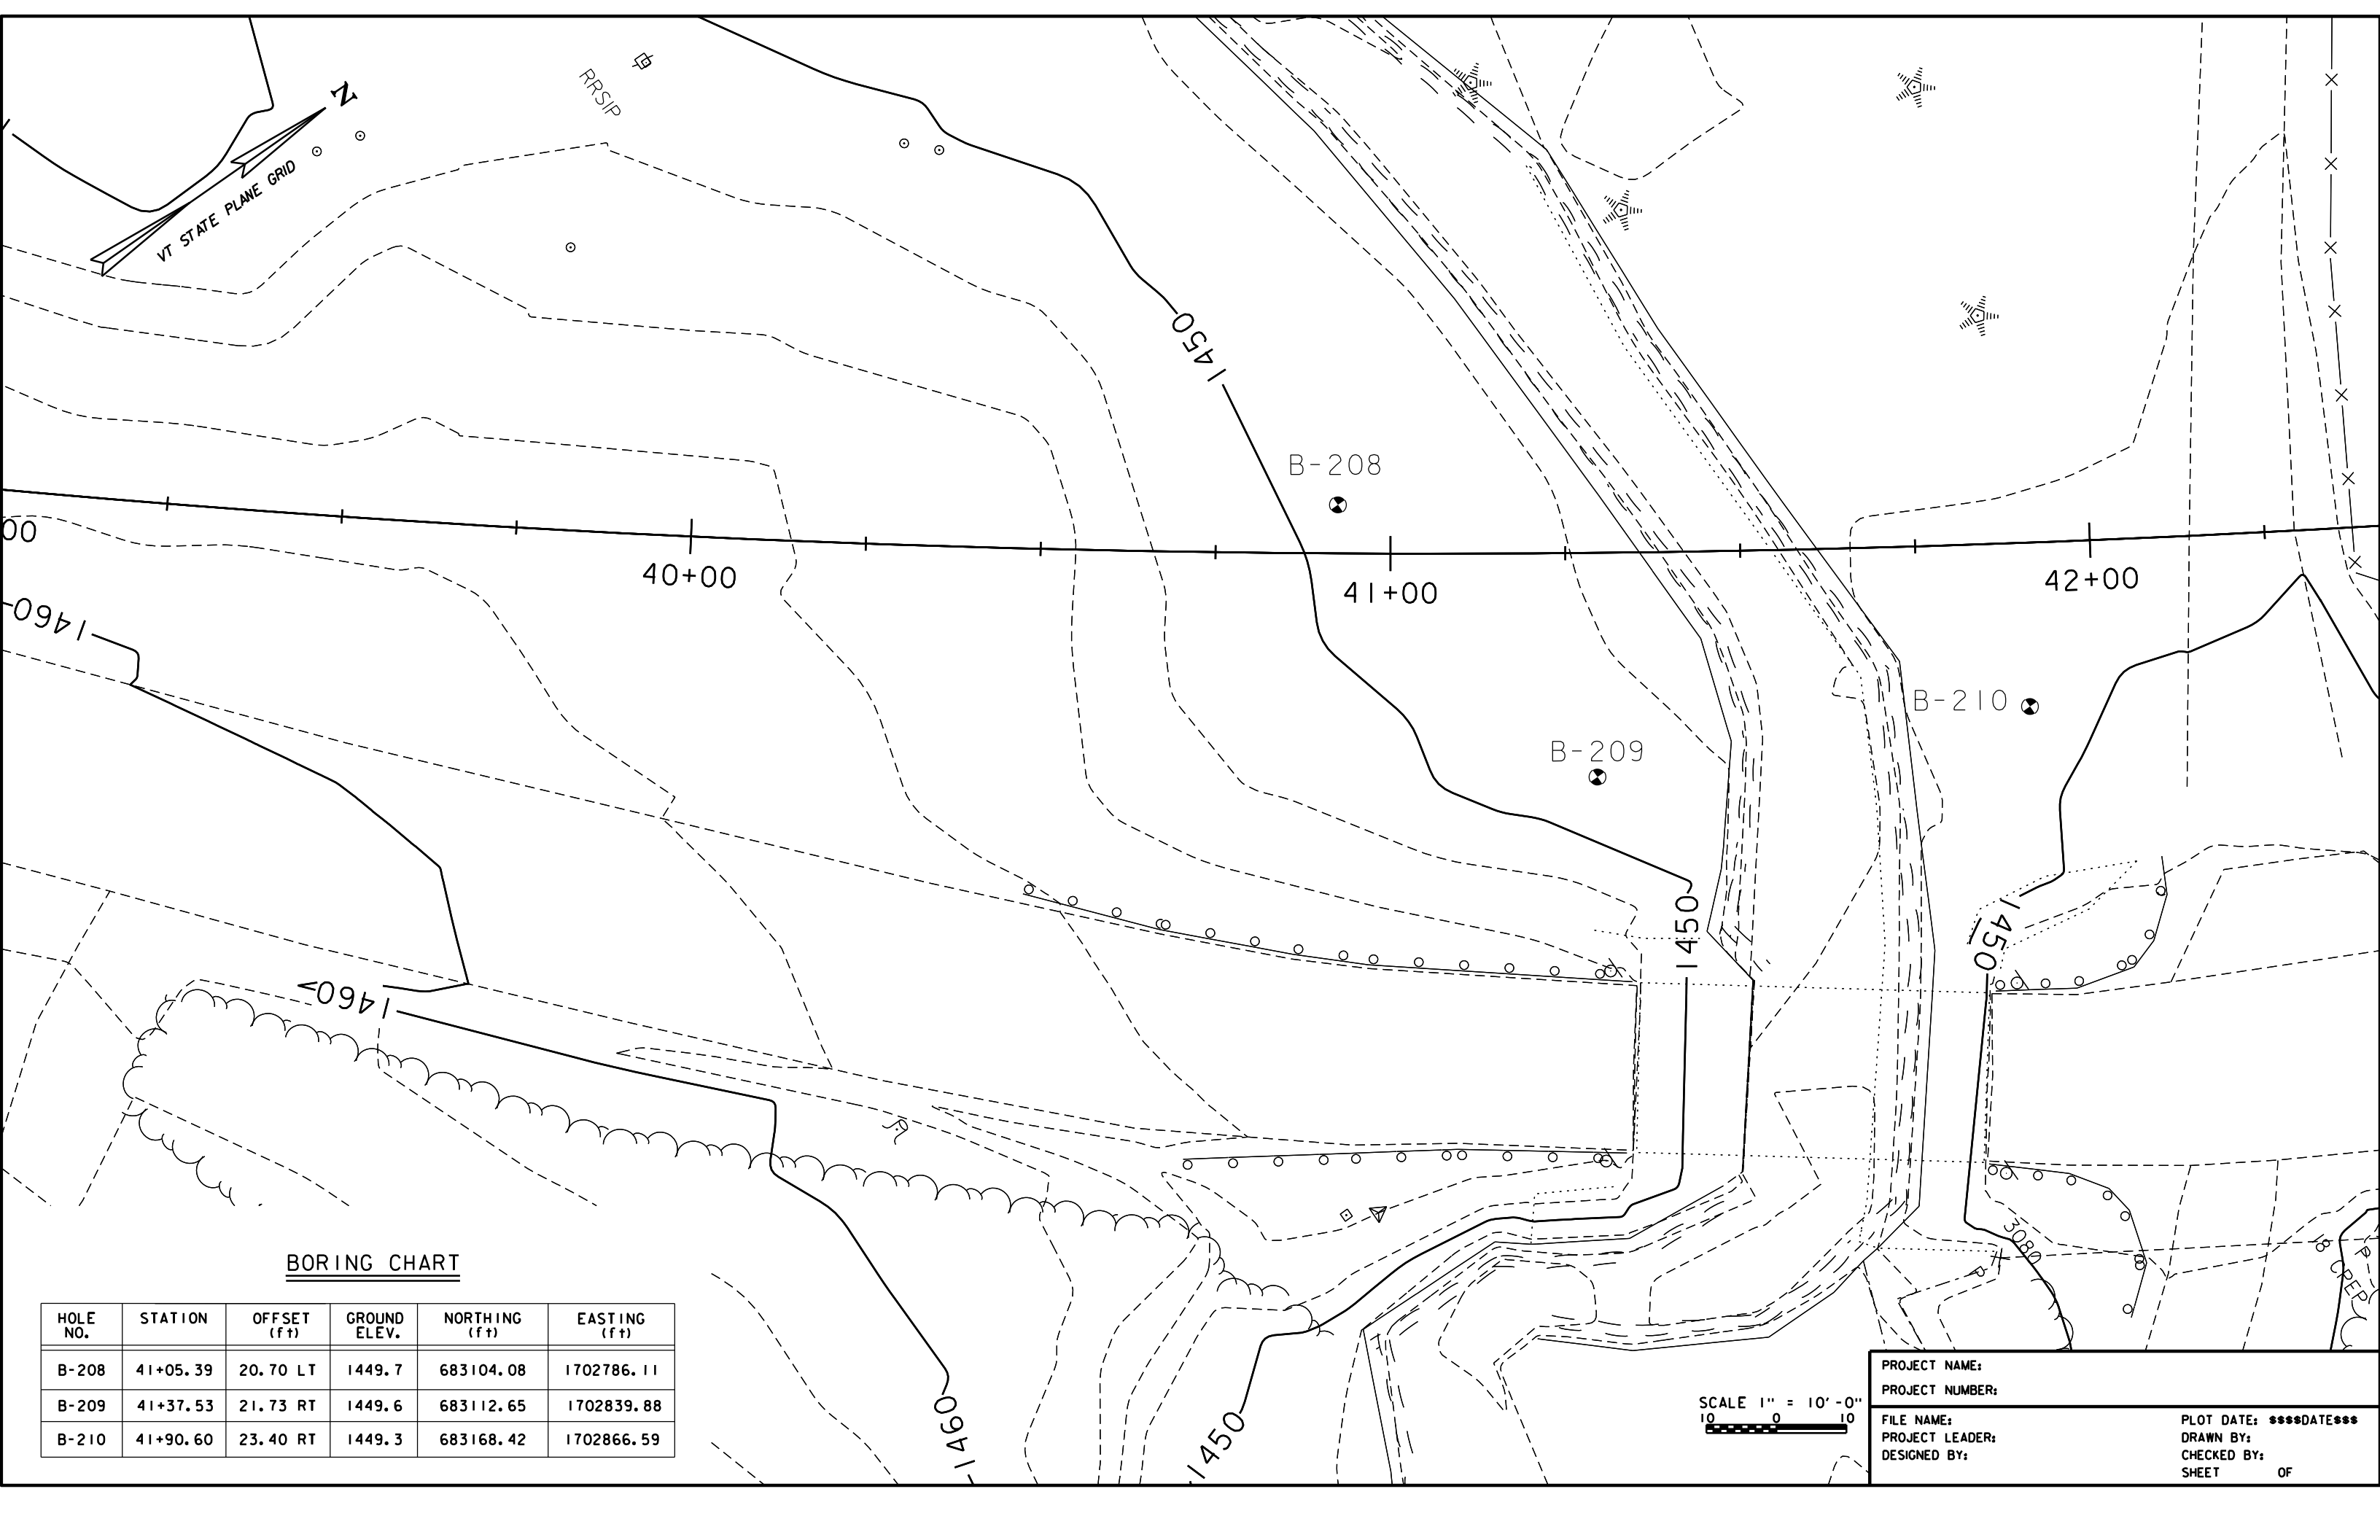 N
VT STATE PLANE GRID
RRSIP
1450
B-208
00
40+00
41+00
42+00
1460
B-210
B-209
1450
1450
1460
3080
1460
1450
BORING CHART
HOLE NO. STATION OFFSET (ft) GROUND ELEV. NORTHING (ft) EASTING (ft)
B-208 41+05.39 20.70 LT 1449.7 683104.08 1702786.11
B-209 41+37.53 21.73 RT 1449.6 683112.65 1702839.88
B-210 41+90.60 23.40 RT 1449.3 683168.42 1702866.59
SCALE 1" = 10'-0"
10 0 10
PROJECT NAME:
PROJECT NUMBER:
FILE NAME:
PROJECT LEADER:
DESIGNED BY:
PLOT DATE: $$$$DATE$$$
DRAWN BY:
CHECKED BY:
SHEET OF